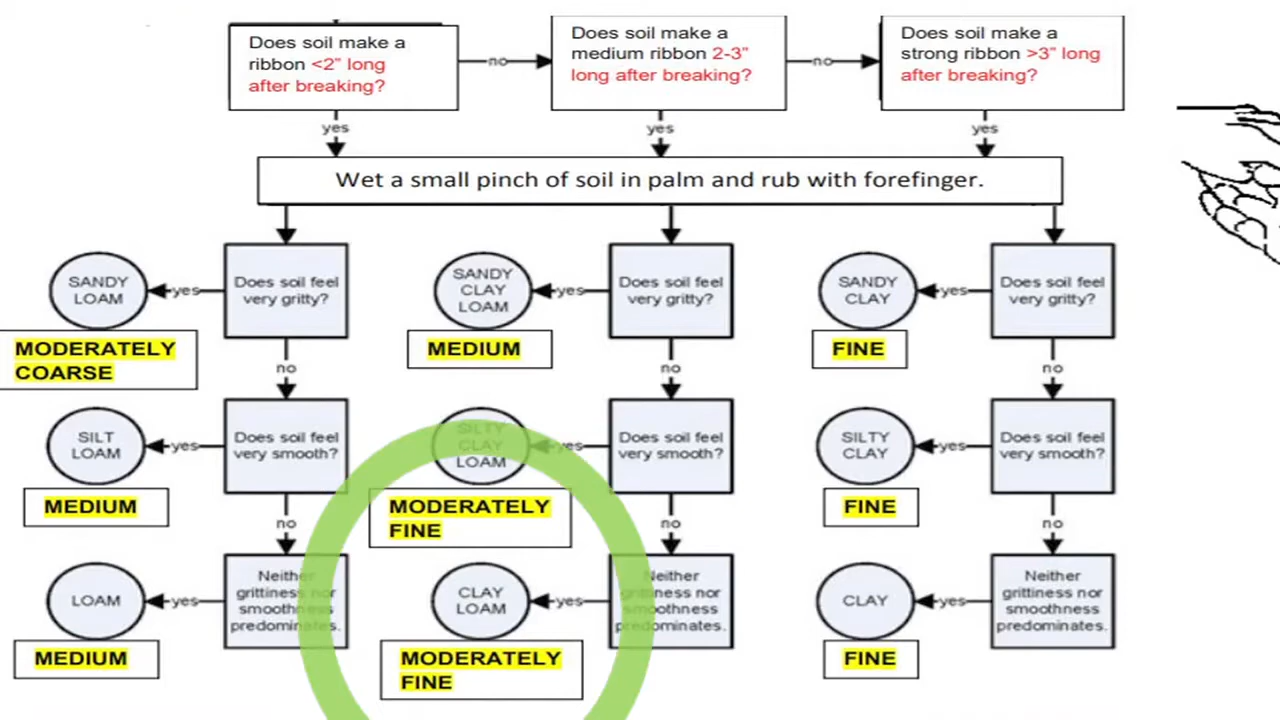 Does soil make a
ribbon <2” long
after breaking?
no
Does soil make a
medium ribbon 2-3”
long after breaking?
no
Does soil make a
strong ribbon >3” long
after breaking?
yes
yes
yes
Wet a small pinch of soil in palm and rub with forefinger.
SANDY
LOAM
yes
Does soil feel
very gritty?
SANDY
CLAY
LOAM
yes
Does soil feel
very gritty?
SANDY
CLAY
yes
Does soil feel
very gritty?
MODERATELY
COARSE
MEDIUM
FINE
no
no
no
SILT
LOAM
yes
Does soil feel
very smooth?
SILTY
CLAY
LOAM
yes
Does soil feel
very smooth?
SILTY
CLAY
yes
Does soil feel
very smooth?
MEDIUM
MODERATELY
FINE
FINE
no
no
no
LOAM
yes
Neither
grittiness nor
smoothness
predominates.
CLAY
LOAM
yes
Neither
grittiness nor
smoothness
predominates.
CLAY
yes
Neither
grittiness nor
smoothness
predominates.
MEDIUM
MODERATELY
FINE
FINE